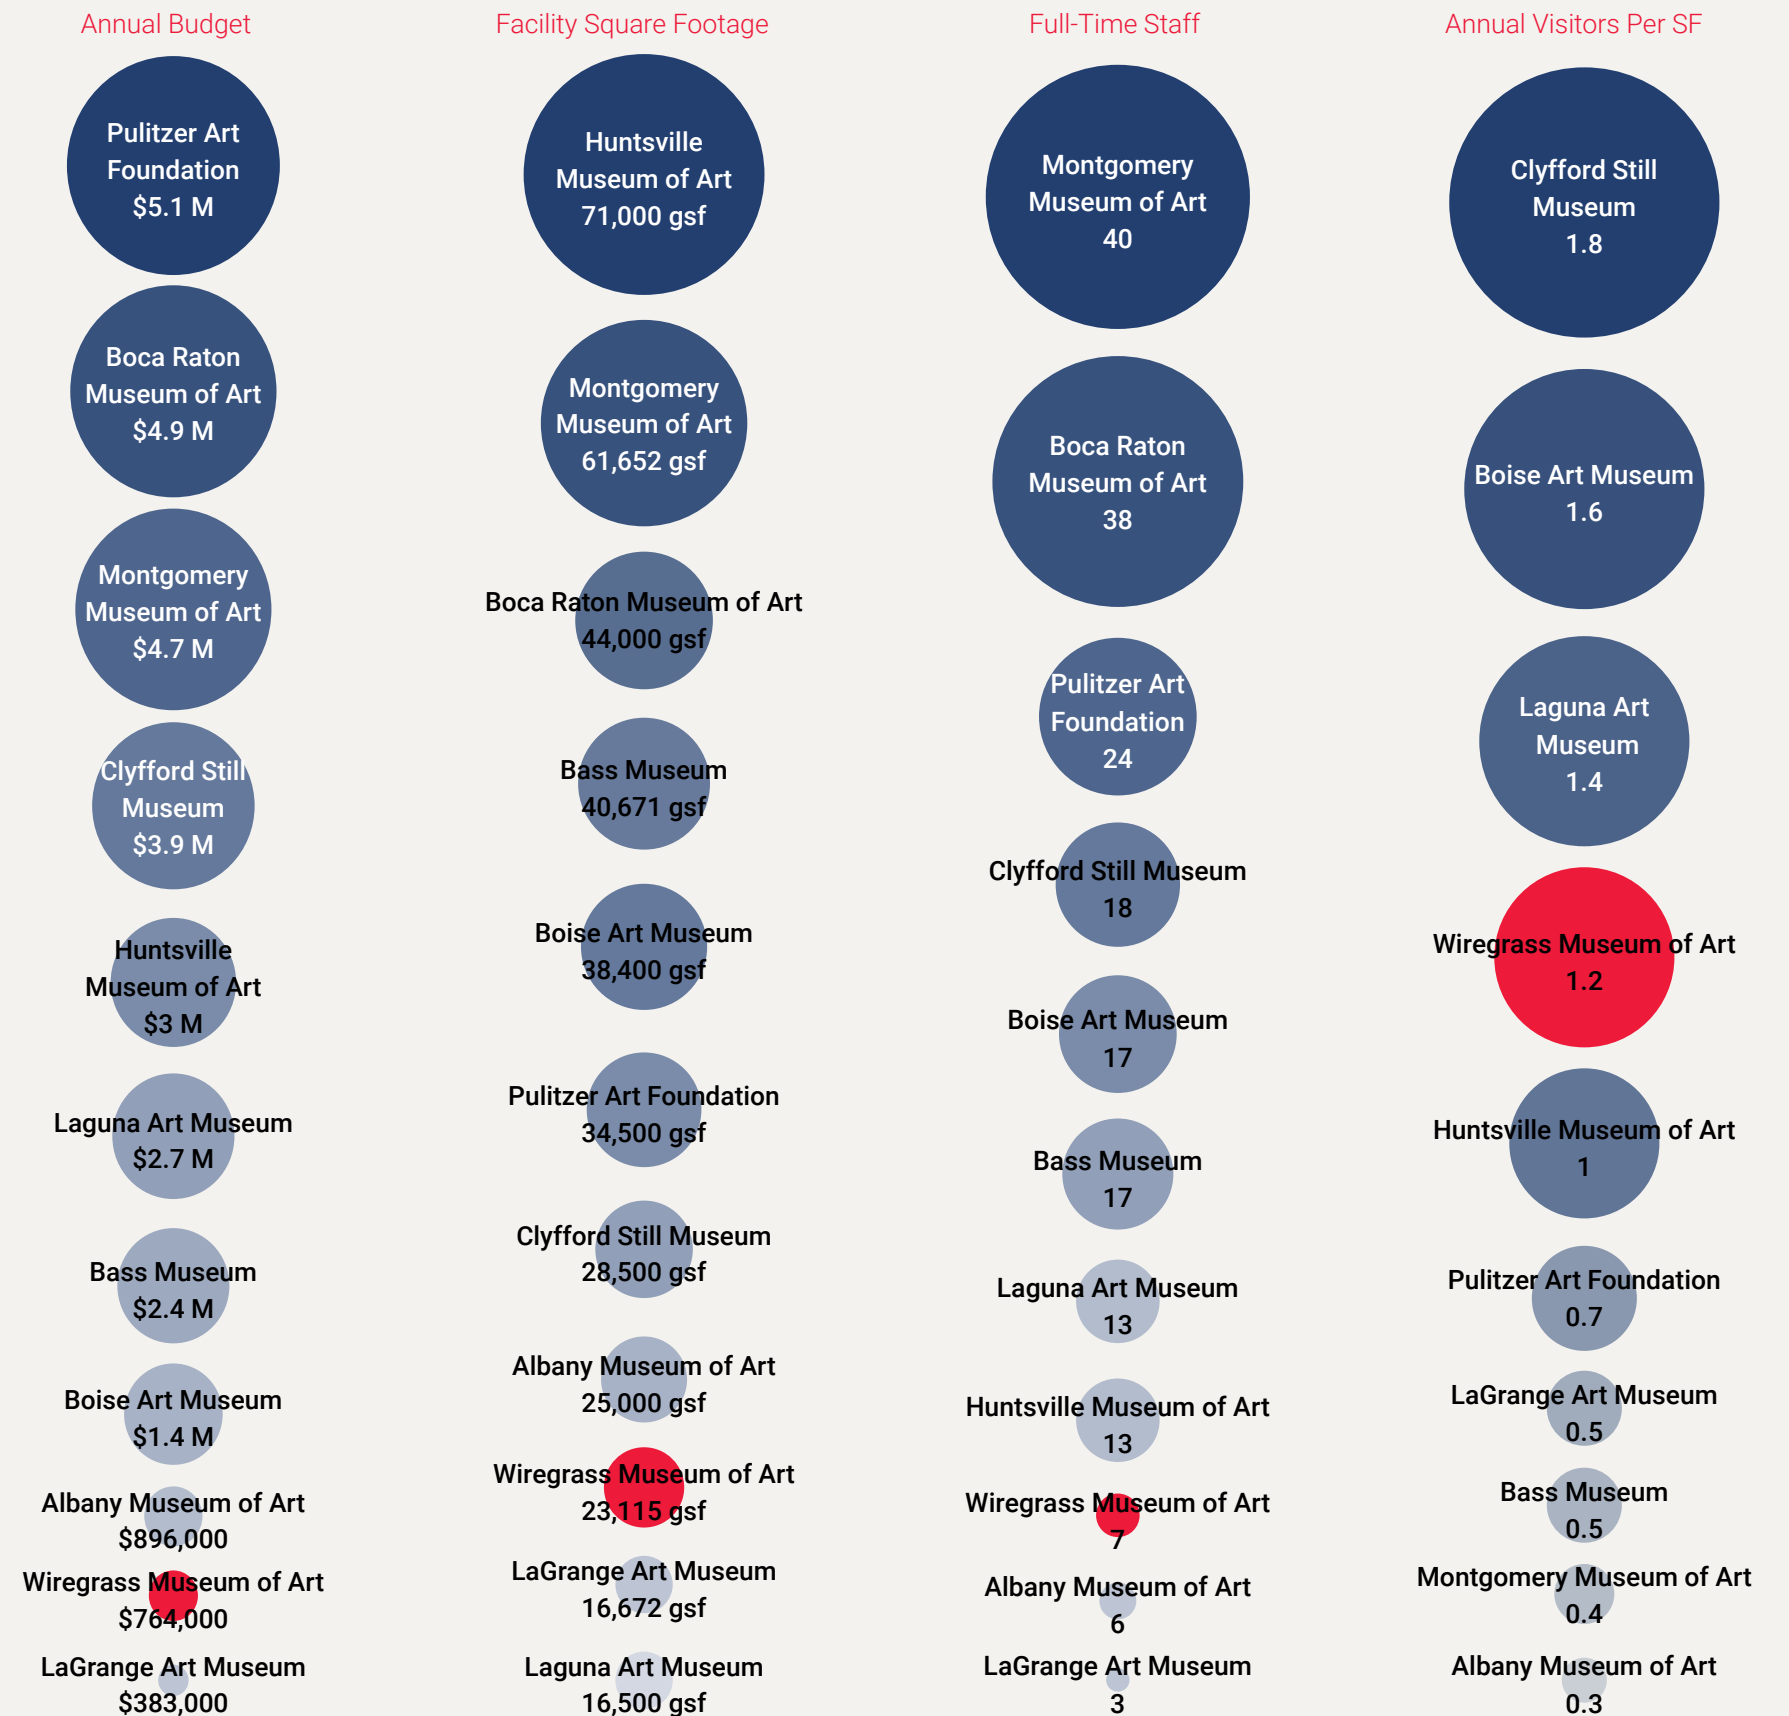 Annual Budget
Pulitzer Art
Foundation
$5.1 M
Boca Raton
Museum of Art
$4.9 M
Montgomery
Museum of Art
$4.7 M
Clyfford Still
Museum
$3.9 M
Huntsville
Museum of Art
$3 M
Laguna Art Museum
$2.7 M
Bass Museum
$2.4 M
Boise Art Museum
$1.4 M
Albany Museum of Art
$896,000
Wiregrass Museum of Art
$764,000
LaGrange Art Museum
$383,000
Facility Square Footage
Huntsville
Museum of Art
71,000 gsf
Montgomery
Museum of Art
61,652 gsf
Boca Raton Museum of Art
44,000 gsf
Bass Museum
40,671 gsf
Boise Art Museum
38,400 gsf
Pulitzer Art Foundation
34,500 gsf
Clyfford Still Museum
28,500 gsf
Albany Museum of Art
25,000 gsf
Wiregrass Museum of Art
23,115 gsf
LaGrange Art Museum
16,672 gsf
Laguna Art Museum
16,500 gsf
Full-Time Staff
Montgomery
Museum of Art
40
Boca Raton
Museum of Art
38
Pulitzer Art
Foundation
24
Clyfford Still Museum
18
Boise Art Museum
17
Bass Museum
17
Laguna Art Museum
13
Huntsville Museum of Art
13
Wiregrass Museum of Art
7
Albany Museum of Art
6
LaGrange Art Museum
3
Annual Visitors Per SF
Clyfford Still
Museum
1.8
Boise Art Museum
1.6
Laguna Art
Museum
1.4
Wiregrass Museum of Art
1.2
Huntsville Museum of Art
1
Pulitzer Art Foundation
0.7
LaGrange Art Museum
0.5
Bass Museum
0.5
Montgomery Museum of Art
0.4
Albany Museum of Art
0.3